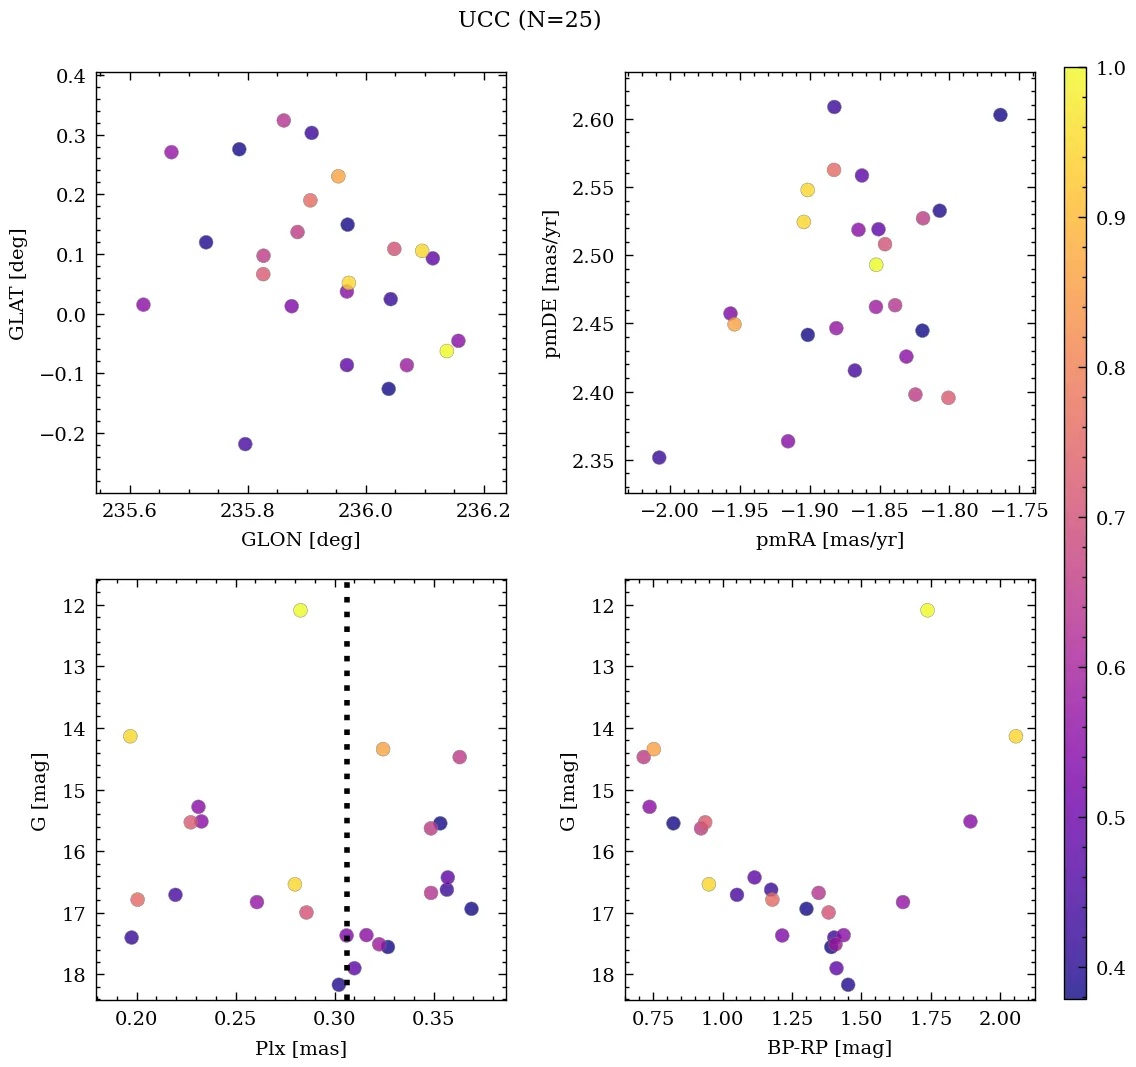 UCC (N=25)
0.4
0.3
0.2
0.1
0.0
−0.1
−0.2
GLAT [deg]
235.6 235.8 236.0 236.2
GLON [deg]
2.60
2.55
2.50
2.45
2.40
2.35
pmDE [mas/yr]
−2.00 −1.95 −1.90 −1.85 −1.80 −1.75
pmRA [mas/yr]
12
13
14
15
16
17
18
G [mag]
0.20 0.25 0.30 0.35
Plx [mas]
12
13
14
15
16
17
18
G [mag]
0.75 1.00 1.25 1.50 1.75 2.00
BP-RP [mag]
1.0
0.9
0.8
0.7
0.6
0.5
0.4